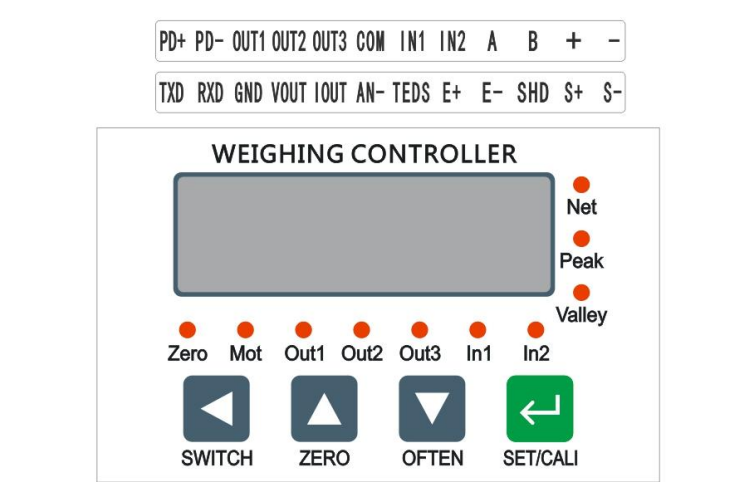 PD+ PD- OUT1 OUT2 OUT3 COM IN1 IN2 A B + -
TXD RXD GND VOUT IOUT AN- TEDS E+ E- SHD S+ S-
WEIGHING CONTROLLER
Net
Peak
Valley
Zero Mot Out1 Out2 Out3 In1 In2
SWITCH ZERO OFTEN SET/CALI